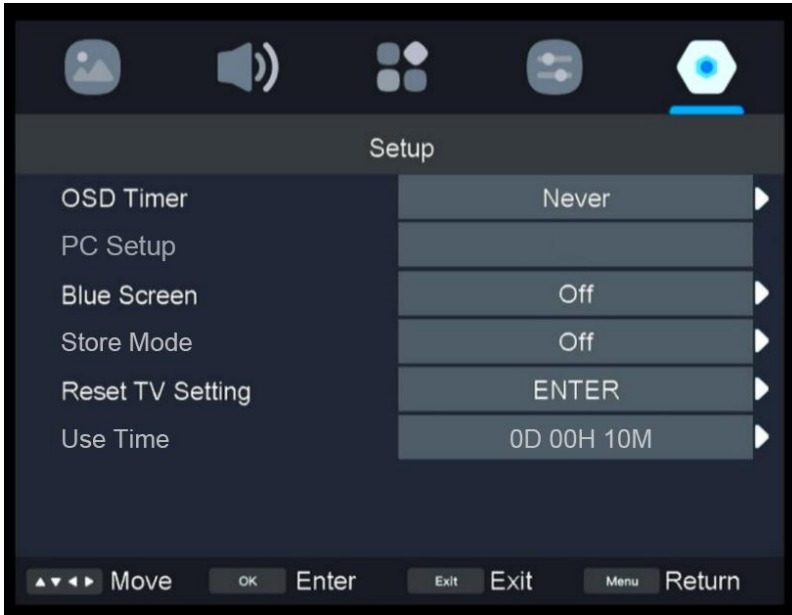 Setup
OSD Timer Never
PC Setup
Blue Screen Off
Store Mode Off
Reset TV Setting ENTER
Use Time 0D 00H 10M
Move OK Enter Exit Exit Menu Return